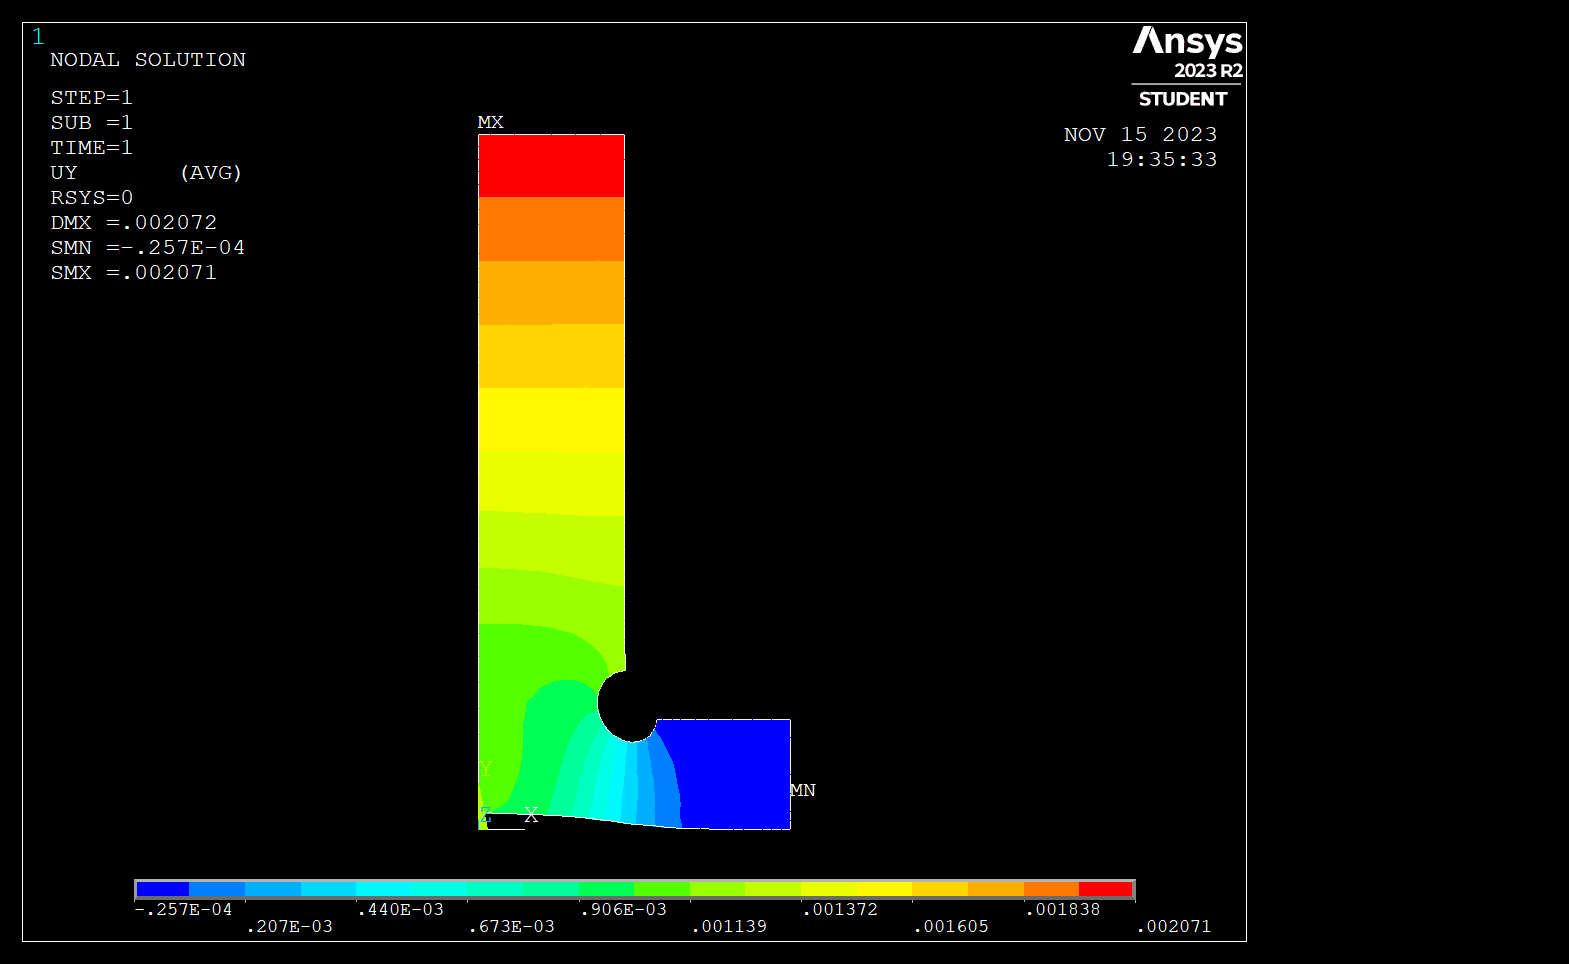 1
NODAL SOLUTION
STEP=1
SUB =1
TIME=1
UY (AVG)
RSYS=0
DMX =.002072
SMN =-.257E-04
SMX =.002071
Ansys
2023 R2
STUDENT
NOV 15 2023
19:35:33
MX
Y
Z X
MN
-.257E-04 .440E-03 .906E-03 .001372 .001838
.207E-03 .673E-03 .001139 .001605 .002071